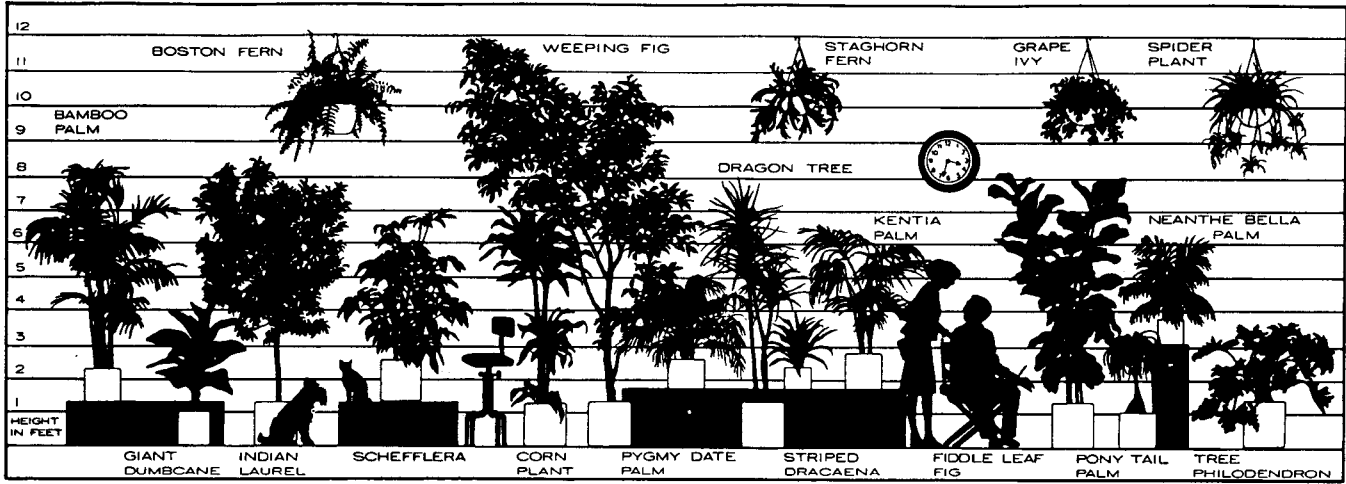 12
BOSTON FERN
WEEPING FIG
STAGHORN
FERN
GRAPE
IVY
SPIDER
PLANT
11
10
BAMBOO
PALM
9
8
DRAGON TREE
7
KENTIA
PALM
NEANTHE BELLA
PALM
6
5
4
3
2
1
HEIGHT
IN FEET
GIANT
DUMBCANE
INDIAN
LAUREL
SCHEFFLERA
CORN
PLANT
PYGMY DATE
PALM
STRIPED
DRACAENA
FIDDLE LEAF
FIG
PONY TAIL
PALM
TREE
PHILODENDRON